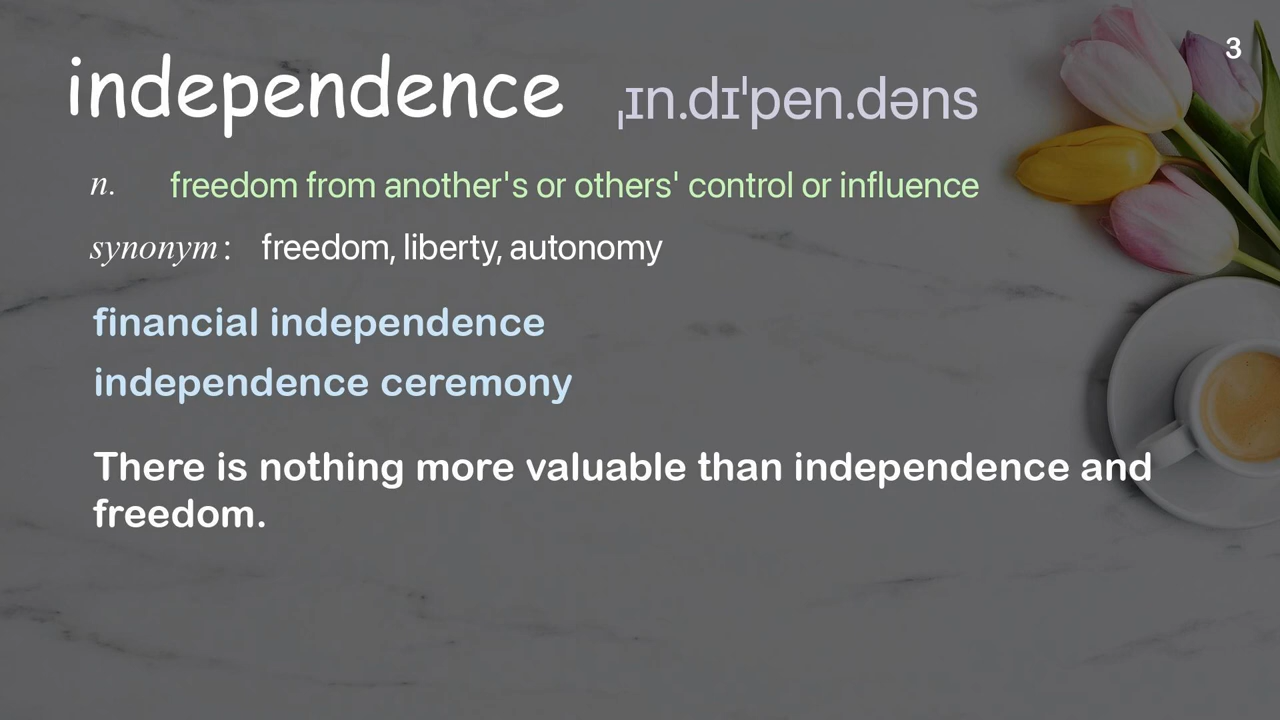 3
independence ˌɪn.dɪˈpen.dəns
n. freedom from another's or others' control or influence
synonym: freedom, liberty, autonomy
financial independence
independence ceremony
There is nothing more valuable than independence and
freedom.